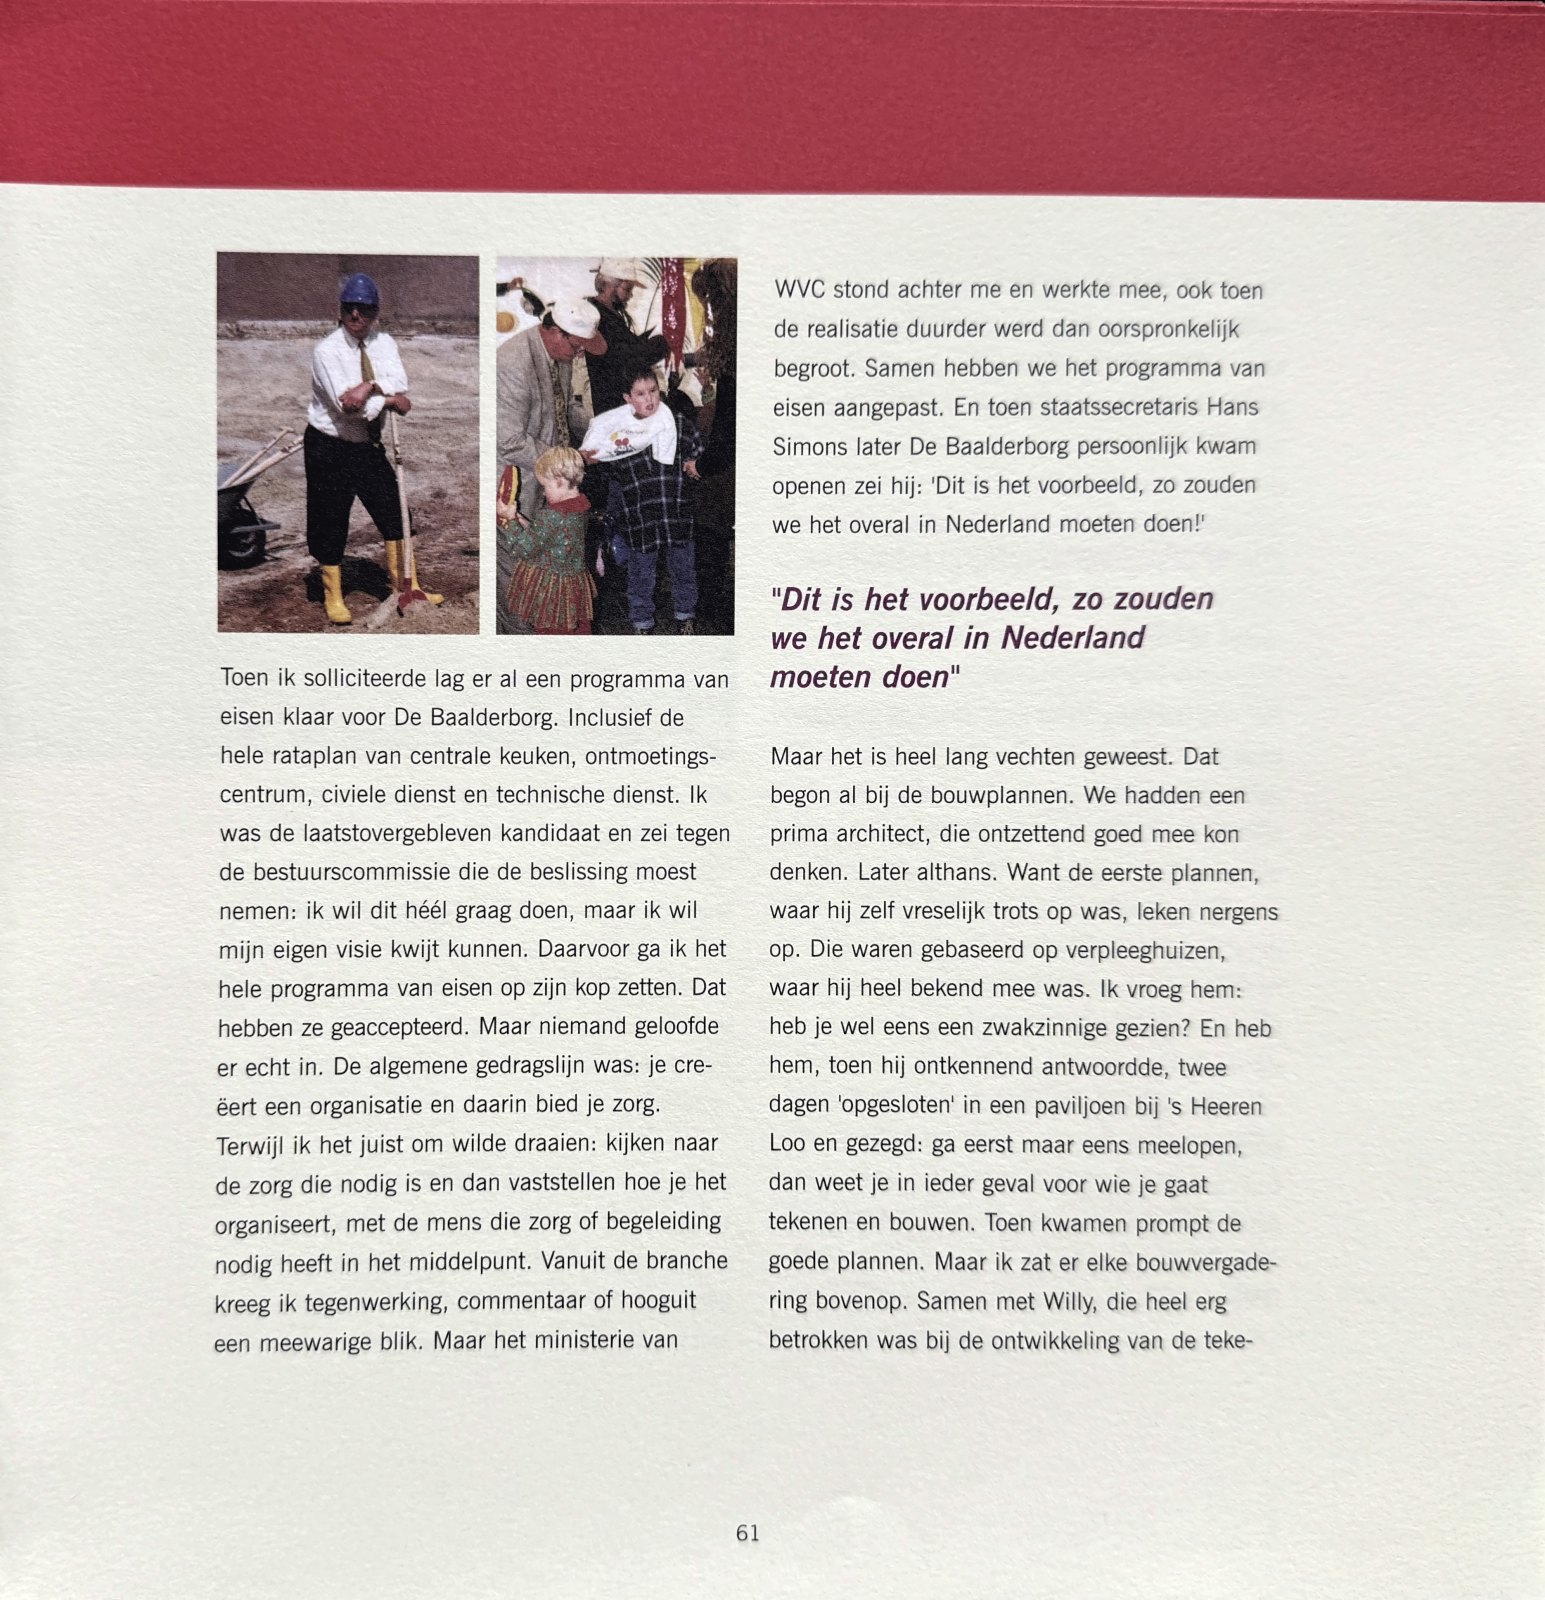 Toen ik solliciteerde lag er al een programma van
eisen klaar voor De Baalderborg. Inclusief de
hele rataplan van centrale keuken, ontmoetings-
centrum, civiele dienst en technische dienst. Ik
was de laatstovergebleven kandidaat en zei tegen
de bestuurscommissie die de beslissing moest
nemen: ik wil dit héél graag doen, maar ik wil
mijn eigen visie kwijt kunnen. Daarvoor ga ik het
hele programma van eisen op zijn kop zetten. Dat
hebben ze geaccepteerd. Maar niemand geloofde
er echt in. De algemene gedragslijn was: je cre-
ëert een organisatie en daarin bied je zorg.
Terwijl ik het juist om wilde draaien: kijken naar
de zorg die nodig is en dan vaststellen hoe je het
organiseert, met de mens die zorg of begeleiding
nodig heeft in het middelpunt. Vanuit de branche
kreeg ik tegenwerking, commentaar of hooguit
een meewarige blik. Maar het ministerie van
WVC stond achter me en werkte mee, ook toen
de realisatie duurder werd dan oorspronkelijk
begroot. Samen hebben we het programma van
eisen aangepast. En toen staatssecretaris Hans
Simons later De Baalderborg persoonlijk kwam
openen zei hij: 'Dit is het voorbeeld, zo zouden
we het overal in Nederland moeten doen!'
"Dit is het voorbeeld, zo zouden
we het overal in Nederland
moeten doen"
Maar het is heel lang vechten geweest. Dat
begon al bij de bouwplannen. We hadden een
prima architect, die ontzettend goed mee kon
denken. Later althans. Want de eerste plannen,
waar hij zelf vreselijk trots op was, leken nergens
op. Die waren gebaseerd op verpleeghuizen,
waar hij heel bekend mee was. Ik vroeg hem:
heb je wel eens een zwakzinnige gezien? En heb
hem, toen hij ontkennend antwoordde, twee
dagen 'opgesloten' in een paviljoen bij 's Heeren
Loo en gezegd: ga eerst maar eens meelopen,
dan weet je in ieder geval voor wie je gaat
tekenen en bouwen. Toen kwamen prompt de
goede plannen. Maar ik zat er elke bouwvergade-
ring bovenop. Samen met Willy, die heel erg
betrokken was bij de ontwikkeling van de teke-
61